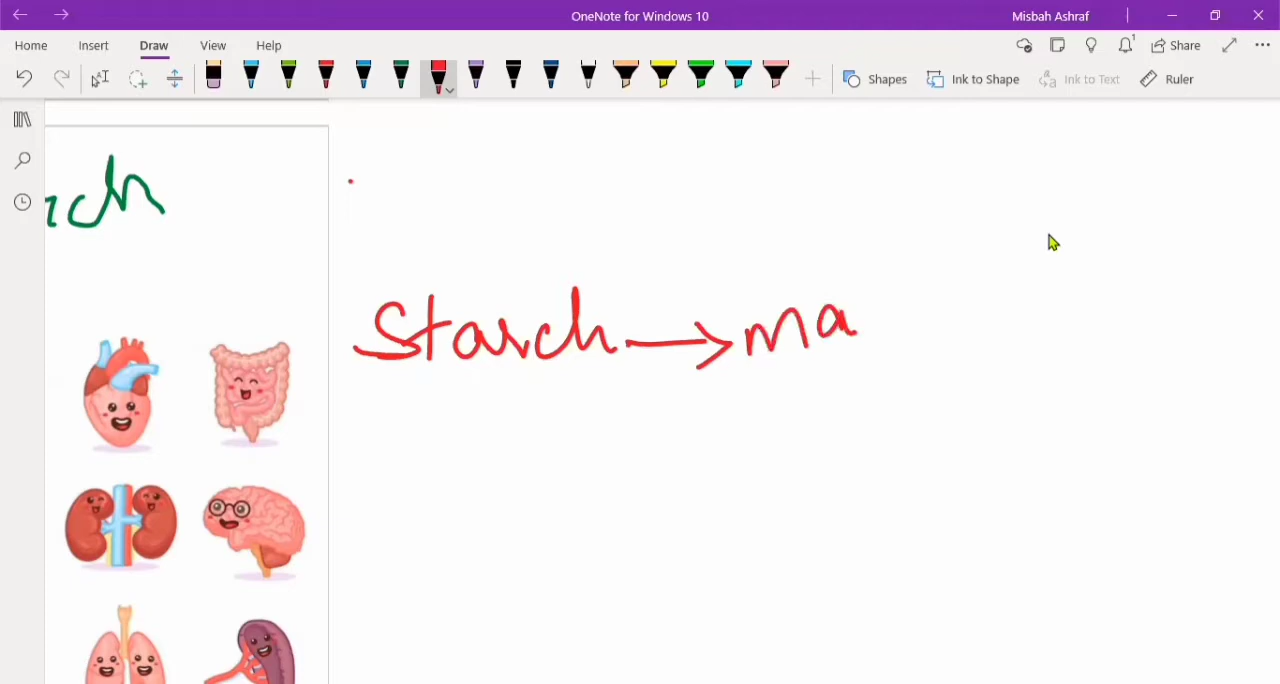 OneNote for Windows 10
Misbah Ashraf
Home Insert Draw View Help
Share
Shapes Ink to Shape Ink to Text Ruler
ch
Starch → ma